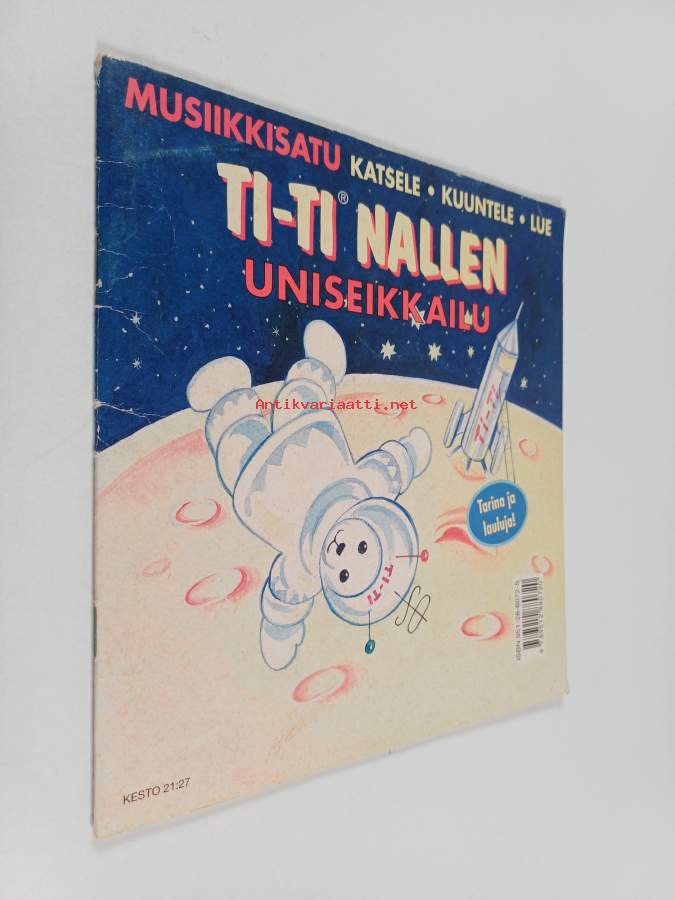 MUSIIKKISATU
KATSELE • KUUNTELE • LUE
TI-TI® NALLEN
UNISEIKKAILU
Antikvariaatti.net
TI-TI
Tarina ja
lauluja!
TI-TI
KESTO 21:27